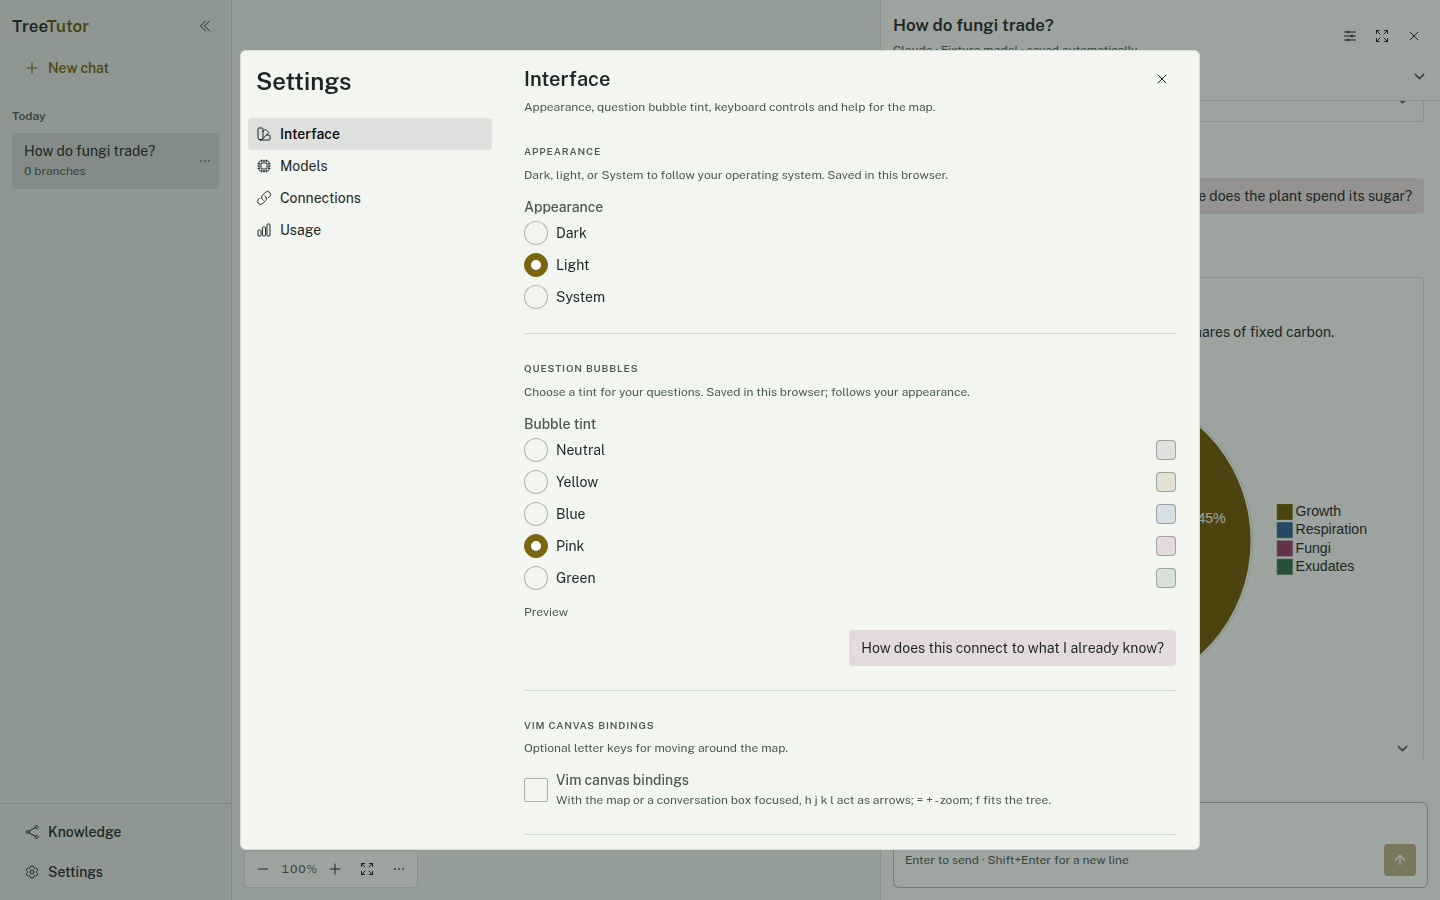 TreeTutor
New chat
Today
How do fungi trade?
0 branches
Knowledge
Settings
Settings
Interface
Models
Connections
Usage
Interface
Appearance, question bubble tint, keyboard controls and help for the map.
APPEARANCE
Dark, light, or System to follow your operating system. Saved in this browser.
Appearance
Dark
Light
System
QUESTION BUBBLES
Choose a tint for your questions. Saved in this browser; follows your appearance.
Bubble tint
Neutral
Yellow
Blue
Pink
Green
Preview
How does this connect to what I already know?
VIM CANVAS BINDINGS
Optional letter keys for moving around the map.
Vim canvas bindings
With the map or a conversation box focused, h j k l act as arrows; = + - zoom; f fits the tree.
100%
How do fungi trade?
Claude · Fixture model · saved automatically
does the plant spend its sugar?
of fixed carbon.
45%
Growth
Respiration
Fungi
Exudates
Enter to send · Shift+Enter for a new line